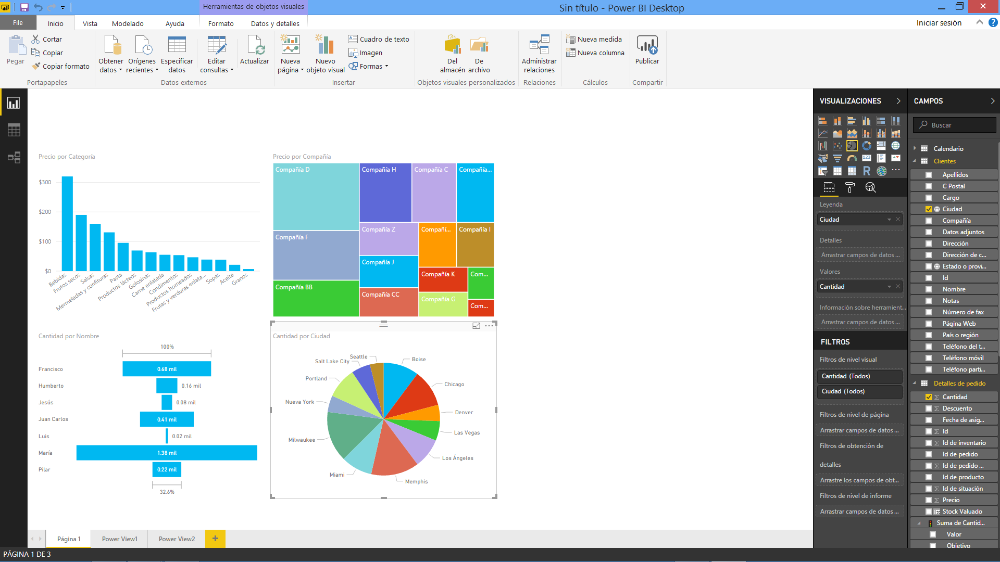 Herramientas de objetos visuales
Sin título - Power BI Desktop
File
Inicio
Vista
Modelado
Ayuda
Formato
Datos y detalles
Iniciar sesión
Pegar
Cortar
Copiar
Copiar formato
Portapapeles
Obtener datos
Orígenes recientes
Especificar datos
Editar consultas
Actualizar
Datos externos
Nueva página
Nuevo objeto visual
Cuadro de texto
Imagen
Formas
Insertar
Del almacén
De archivo
Objetos visuales personalizados
Administrar relaciones
Relaciones
Nueva medida
Nueva columna
Cálculos
Publicar
Compartir
Precio por Categoría
$300
$200
$100
$0
Bebidas
Frutos secos
Salsas
Mermeladas y confituras
Pasta
Productos lácteos
Golosinas
Carne enlatada
Condimentos
Productos horneados
Frutas y verduras enlata...
Sopas
Aceite
Granos
Precio por Compañía
Compañía D
Compañía H
Compañía C
Compañía...
Compañía F
Compañía Z
Compañí...
Compañía I
Compañía J
Compañía BB
Compañía K
Com...
Compañía CC
Compañía G
Com...
Cantidad por Nombre
100%
Francisco
0.68 mil
Humberto
0.16 mil
Jesús
0.08 mil
Juan Carlos
0.41 mil
Luis
0.02 mil
María
1.38 mil
Pilar
0.22 mil
32.6%
Cantidad por Ciudad
Seattle
Boise
Salt Lake City
Portland
Chicago
Nueva York
Denver
Las Vegas
Milwaukee
Los Ángeles
Miami
Memphis
VISUALIZACIONES
123
R
Leyenda
Ciudad
Detalles
Arrastrar campos de datos ...
Valores
Cantidad
Información sobre herramient...
Arrastrar campos de datos ...
FILTROS
Filtros de nivel visual
Cantidad (Todos)
Ciudad (Todos)
Filtros de nivel de página
Arrastrar campos de datos ...
Filtros de obtención de
detalles
Arrastre los campos de obt...
Filtros de nivel de informe
Arrastrar campos de datos ...
CAMPOS
Buscar
Calendario
Clientes
Apellidos
C Postal
Cargo
Ciudad
Compañía
Datos adjuntos
Dirección
Dirección de c...
Estado o provi...
Id
Nombre
Notas
Número de fax
Página Web
País o región
Teléfono del t...
Teléfono móvil
Teléfono parti...
Detalles de pedido
Σ Cantidad
Σ Descuento
Fecha de asig...
Σ Id
Σ Id de inventario
Id de pedido
Σ Id de pedido ...
Id de producto
Σ Id de situación
Σ Precio
Stock Valuado
Suma de Cantid...
Valor
Objetivo
Página 1
Power View1
Power View2
+
PÁGINA 1 DE 3